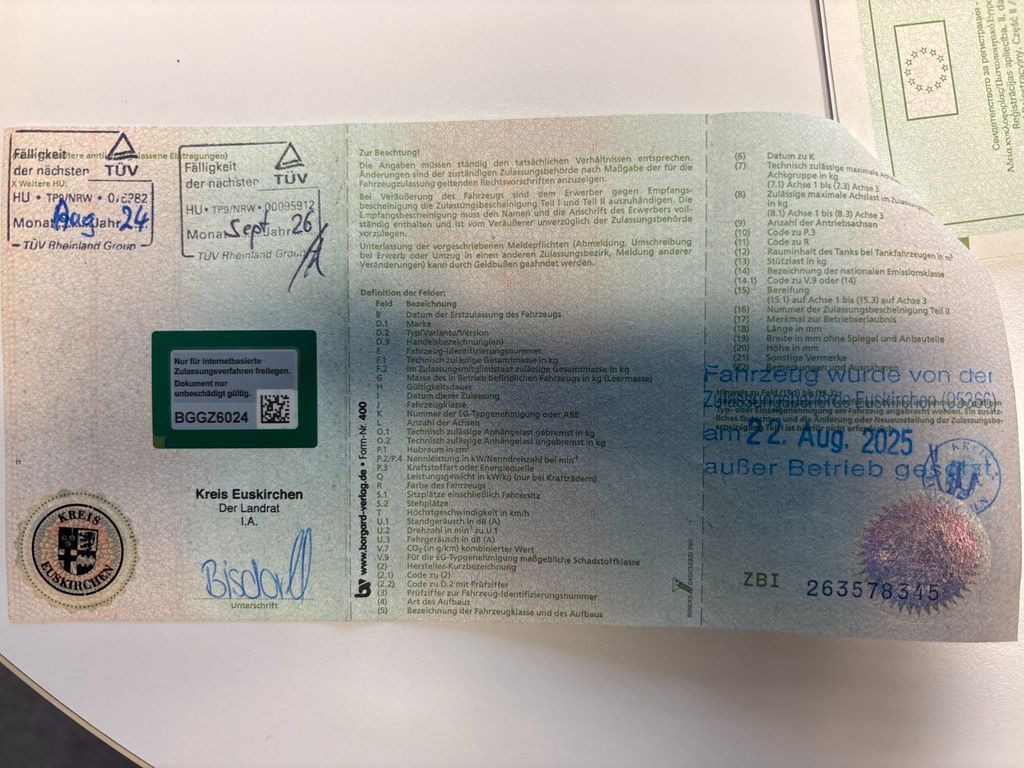 Fälligkeit
der nächsten
TÜV
X Weitere HU:
HU • TP9/NRW •
Monat Aug Jahr 24
TÜV Rheinland Group
Fälligkeit
der nächsten
TÜV
HU • TP9/NRW • 00095912
Monat Sept Jahr 26
TÜV Rheinland Group
Nur für internetbasierte
Zulassungsverfahren freilegen.
Dokument nur
unbeschädigt gültig.
BGGZ6024
H
Kreis Euskirchen
Der Landrat
I.A.
Unterschrift
KREIS
EUSKIRCHEN
Zur Beachtung!
Die Angaben müssen ständig den tatsächlichen Verhältnissen entsprechen.
Änderungen sind der zuständigen Zulassungsbehörde nach Maßgabe der für die
Fahrzeugzulassung geltenden Rechtsvorschriften anzuzeigen.
Bei Veräußerung des Fahrzeugs sind dem Erwerber gegen Empfangs-
bescheinigung die Zulassungsbescheinigung Teil I und Teil II auszuhändigen. Die
Empfangsbescheinigung muss den Namen und die Anschrift des Erwerbers voll-
ständig enthalten und ist vom Veräußerer unverzüglich der Zulassungsbehörde
vorzulegen.
Unterlassung der vorgeschriebenen Meldepflichten (Abmeldung, Umschreibung
bei Erwerb oder Umzug in einen anderen Zulassungsbezirk, Meldung anderer
Veränderungen) kann durch Geldbußen geahndet werden.
Definition der Felder:
Feld Bezeichnung
B Datum der Erstzulassung des Fahrzeugs
D.1 Marke
D.2 Typ/Variante/Version
D.3 Handelsbezeichnung(en)
E Fahrzeug-Identifizierungsnummer
F.1 Technisch zulässige Gesamtmasse in kg
F.2 Im Zulassungsmitgliedstaat zulässige Gesamtmasse in kg
G Masse des in Betrieb befindlichen Fahrzeugs in kg (Leermasse)
H Gültigkeitsdauer
I Datum dieser Zulassung
J Fahrzeugklasse
K Nummer der EG-Typgenehmigung oder ABE
L Anzahl der Achsen
O.1 Technisch zulässige Anhängelast gebremst in kg
O.2 Technisch zulässige Anhängelast ungebremst in kg
P.1 Hubraum in cm³
P.2/P.4 Nennleistung in kW/Nenndrehzahl bei min⁻¹
P.3 Kraftstoffart oder Energiequelle
Q Leistungsgewicht in kW/kg (nur bei Krafträdern)
R Farbe des Fahrzeugs
S.1 Sitzplätze einschließlich Fahrersitz
S.2 Stehplätze
T Höchstgeschwindigkeit in km/h
U.1 Standgeräusch in dB (A)
U.2 Drehzahl in min⁻¹ zu U.1
U.3 Fahrgeräusch in dB (A)
V.7 CO₂ (in g/km) kombinierter Wert
V.9 Für die EG-Typgenehmigung maßgebliche Schadstoffklasse
(2) Hersteller-Kurzbezeichnung
(2.1) Code zu (2)
(2.2) Code zu D.2 mit Prüfziffer
(3) Prüfziffer zur Fahrzeug-Identifizierungsnummer
(4) Art des Aufbaus
(5) Bezeichnung der Fahrzeugklasse und des Aufbaus
www.borgard-verlag.de • Form-Nr. 400
(6) Datum zu K
(7) Technisch zulässige maximale
Achsgruppe in kg
(7.1) Achse 1 bis (7.3) Achse 3
(8) Zulässige maximale Achslast im
in kg
(8.1) Achse 1 bis (8.3) Achse 3
(9) Anzahl der Antriebsachsen
(10) Code zu P.3
(11) Code zu R
(12) Rauminhalt des Tanks bei Tankfahrzeugen in m³
(13) Stützlast in kg
(14) Bezeichnung der nationalen Emissionsklasse
(14.1) Code zu V.9 oder (14)
(15) Bereifung
(15.1) auf Achse 1 bis (15.3) auf Achse 3
(16) Nummer der Zulassungsbescheinigung Teil II
(17) Merkmal zur Betriebserlaubnis
(18) Länge in mm
(19) Breite in mm ohne Spiegel und Anbauteile
(20) Höhe in mm
(21) Sonstige Vermerke
(22) Bemerkungen und Ausnahmen
Fahrzeug wurde von der
Zulassungsbehörde Euskirchen (05366)
am 22. Aug. 2025
außer Betrieb gesetzt.
ZBI 263578345